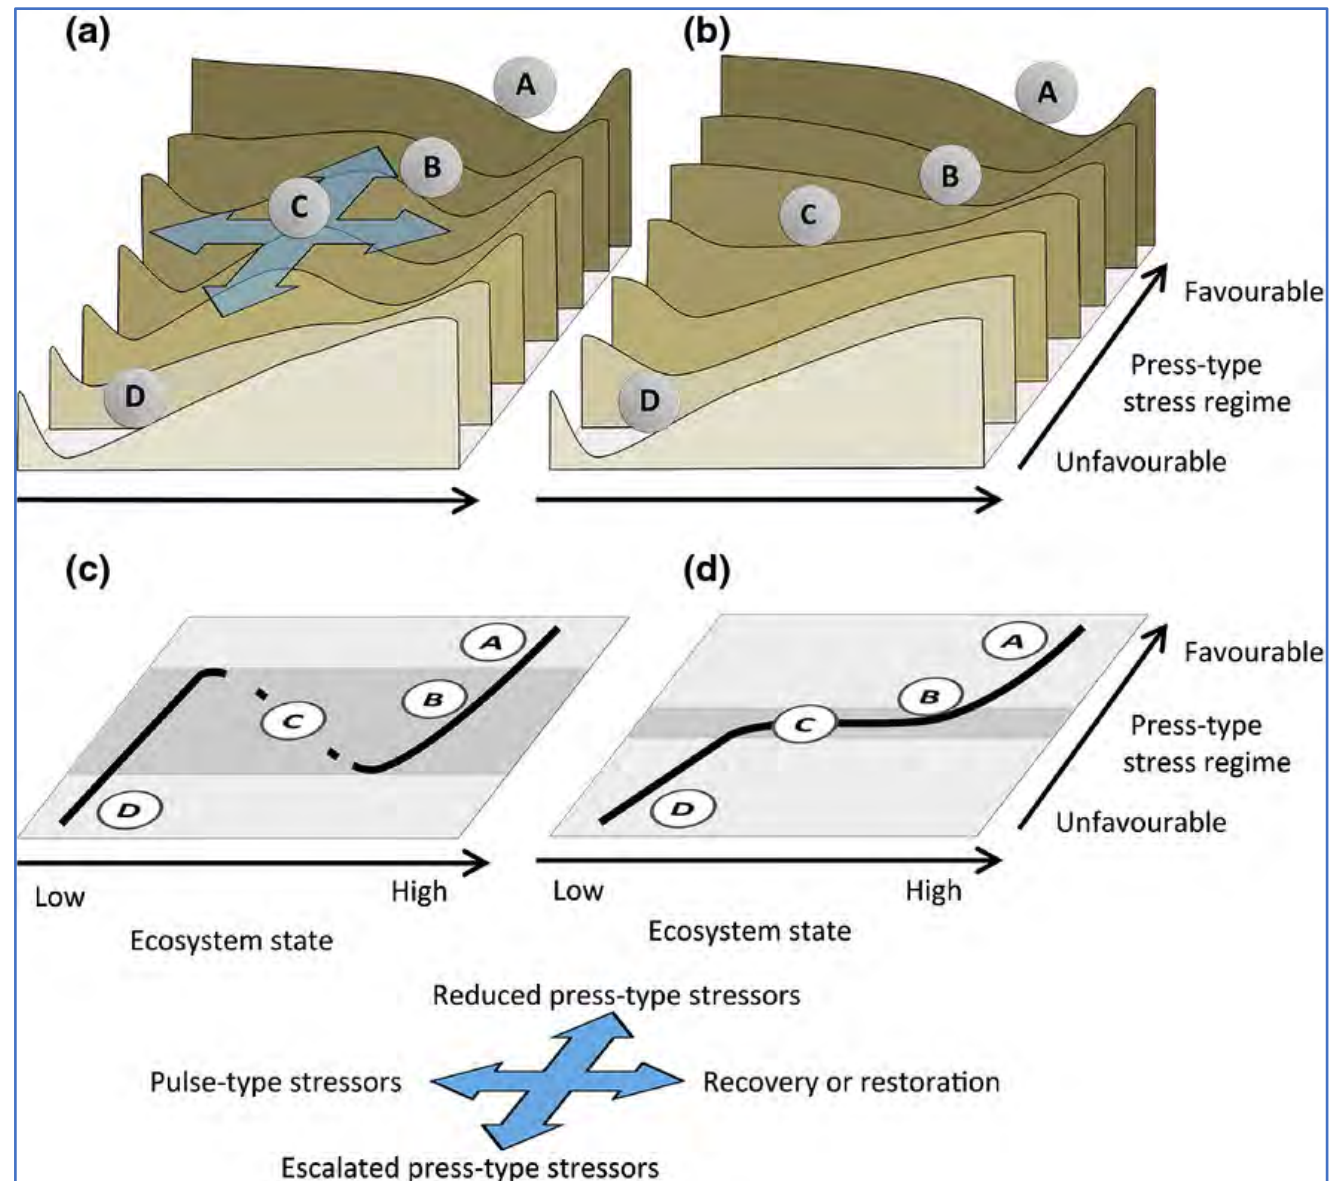 (a)
(b)
A
B
C
D
A
B
C
D
Favourable
Press-type
stress regime
Unfavourable
(c)
(d)
A
B
C
D
A
B
C
D
Favourable
Press-type
stress regime
Unfavourable
Low
High
Ecosystem state
Low
High
Ecosystem state
Reduced press-type stressors
Pulse-type stressors
Recovery or restoration
Escalated press-type stressors